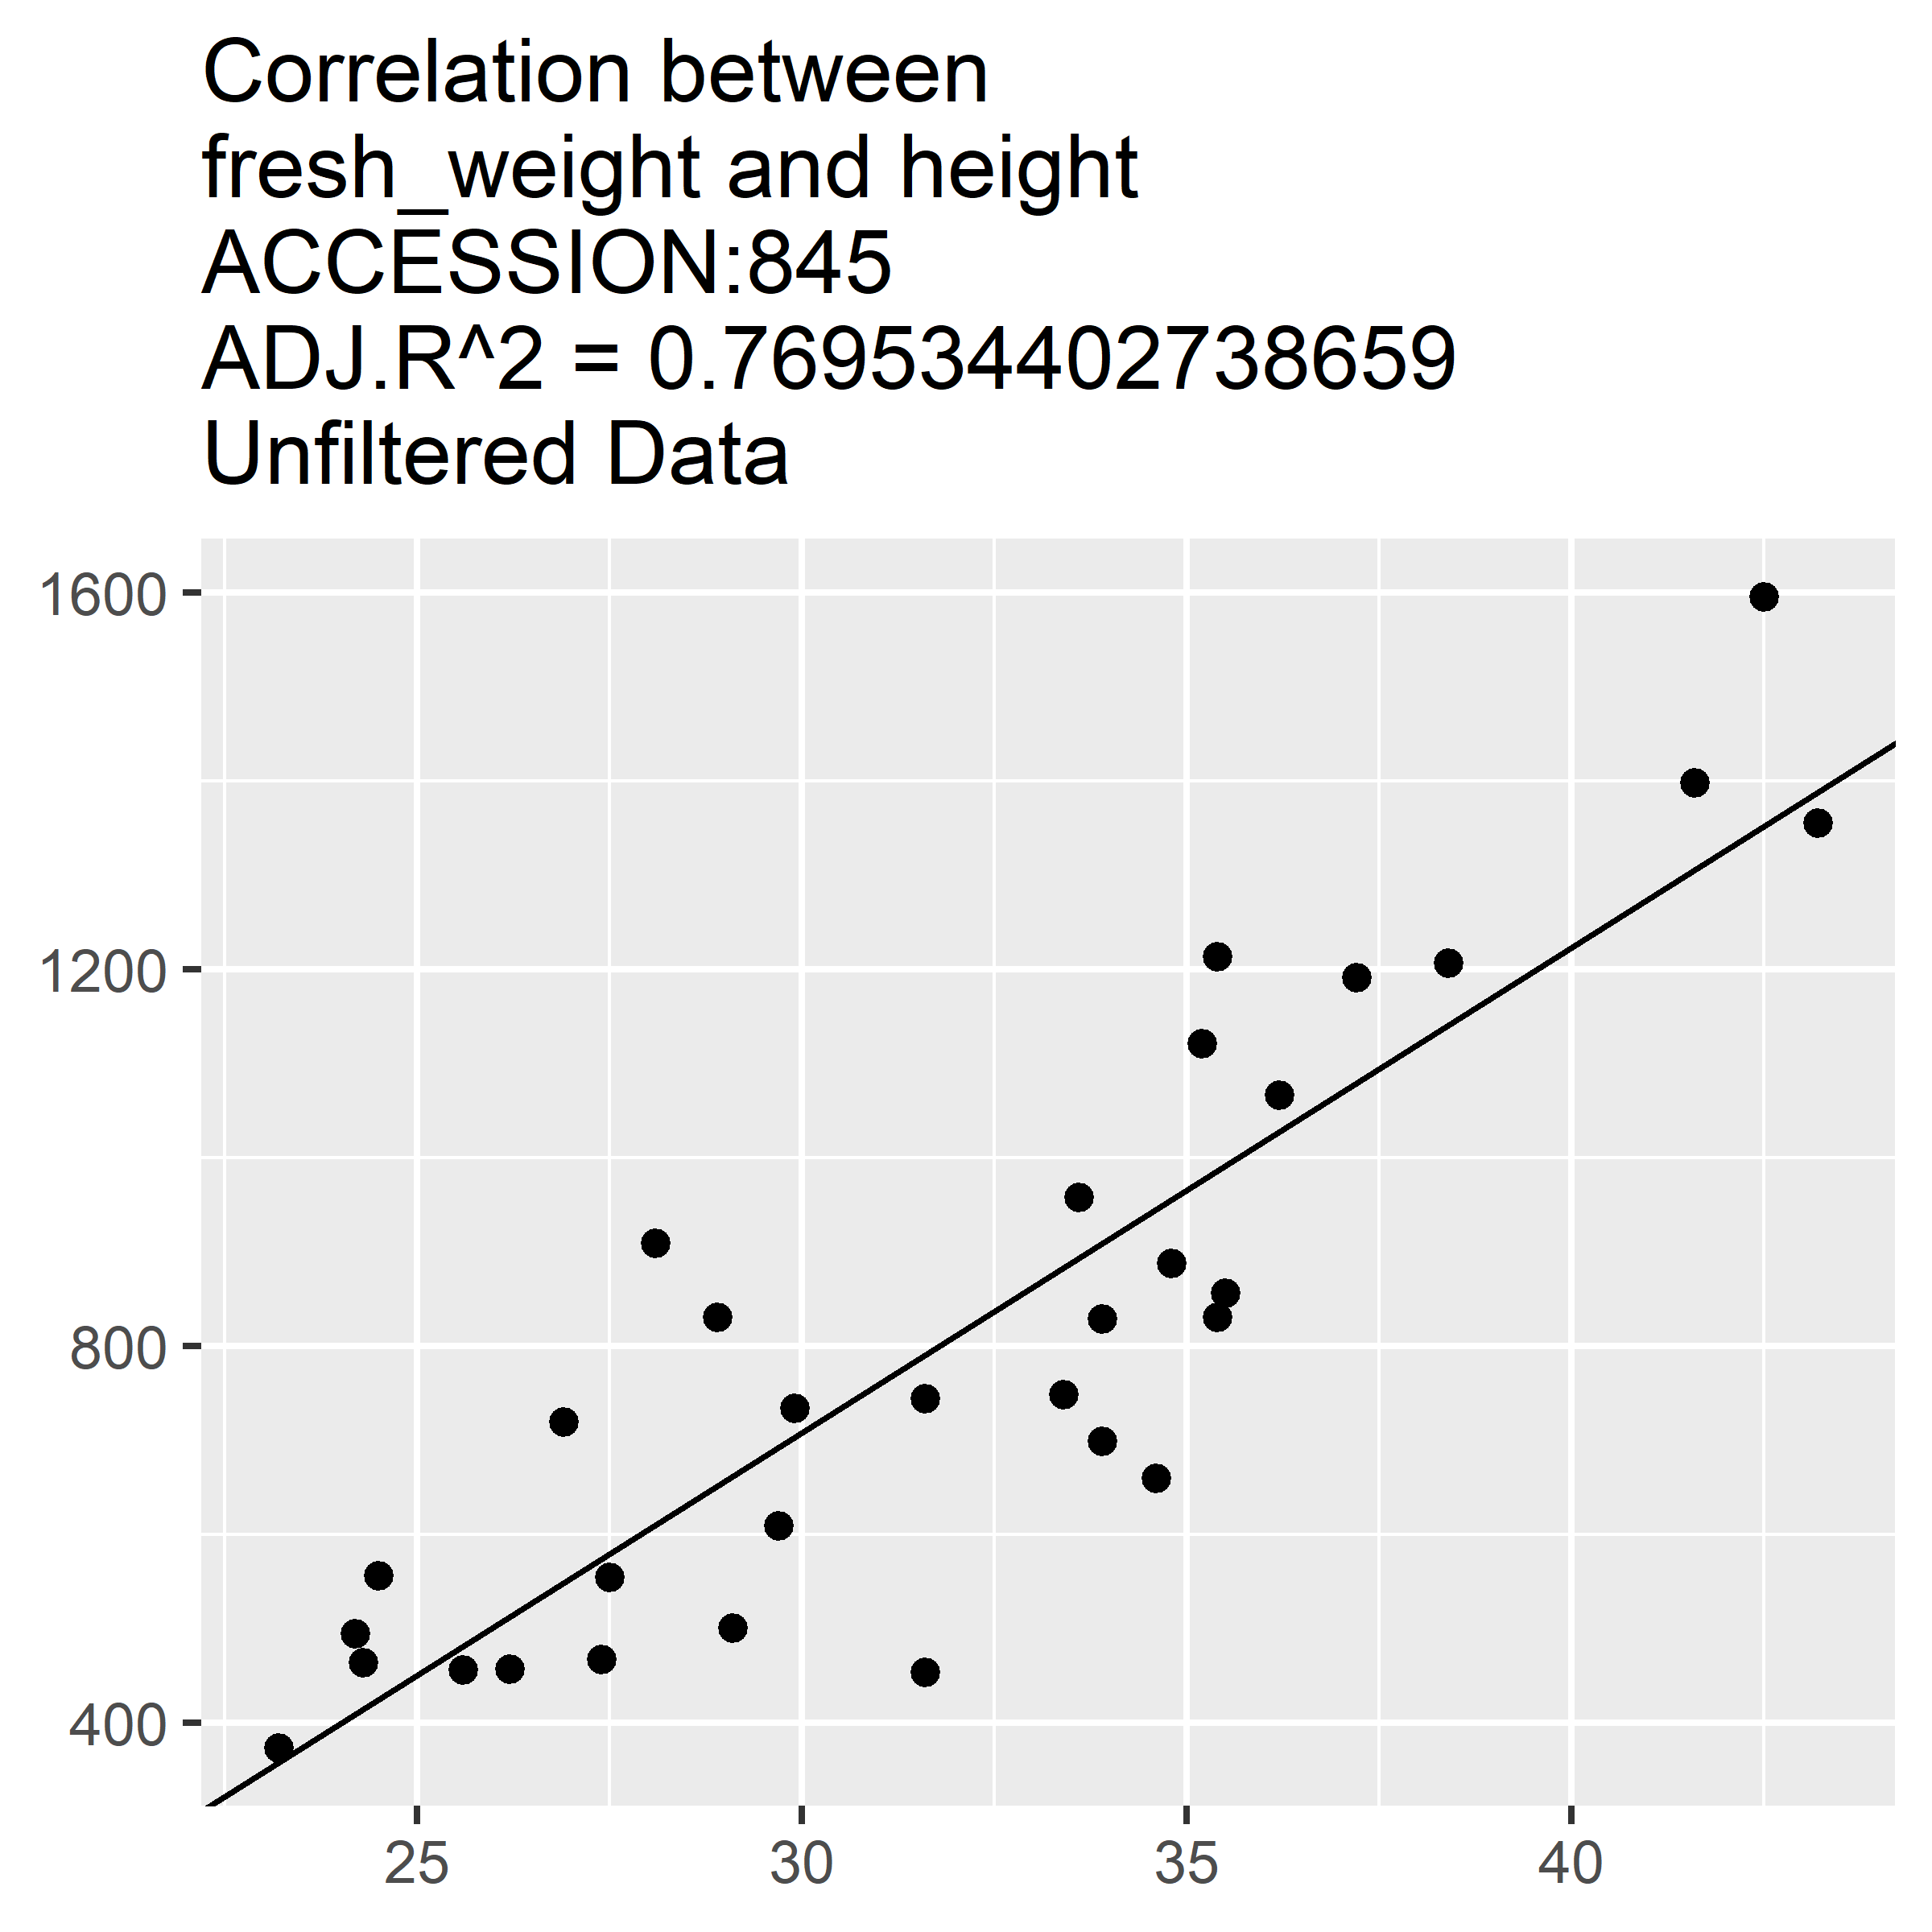 Correlation between
fresh_weight and height
ACCESSION:845
ADJ.R^2 = 0.769534402738659
Unfiltered Data
1600
1200
800
400
25 30 35 40